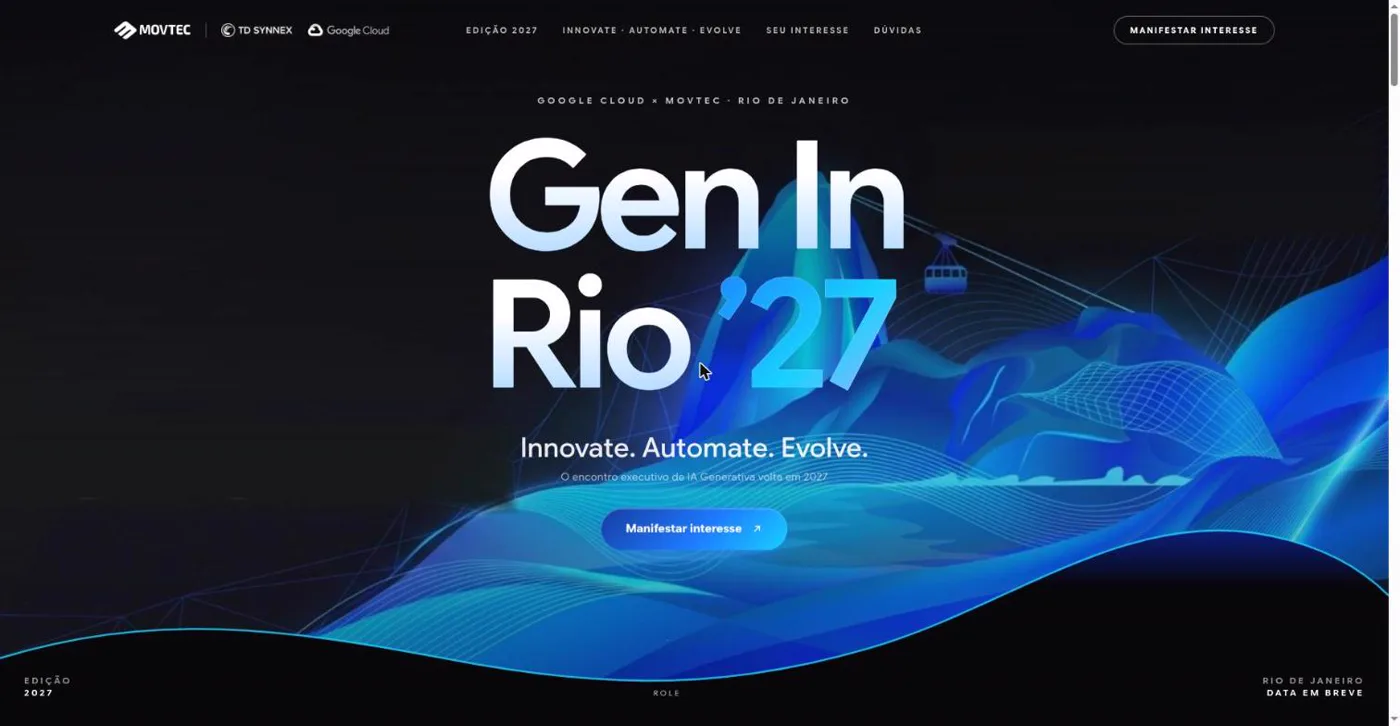 MOVTEC
TD SYNNEX
Google Cloud
EDIÇÃO 2027
INNOVATE · AUTOMATE · EVOLVE
SEU INTERESSE
DÚVIDAS
MANIFESTAR INTERESSE
GOOGLE CLOUD × MOVTEC · RIO DE JANEIRO
Gen In
Rio ’27
Innovate. Automate. Evolve.
O encontro executivo de IA Generativa volta em 2027
Manifestar interesse
EDIÇÃO
2027
ROLE
RIO DE JANEIRO
DATA EM BREVE